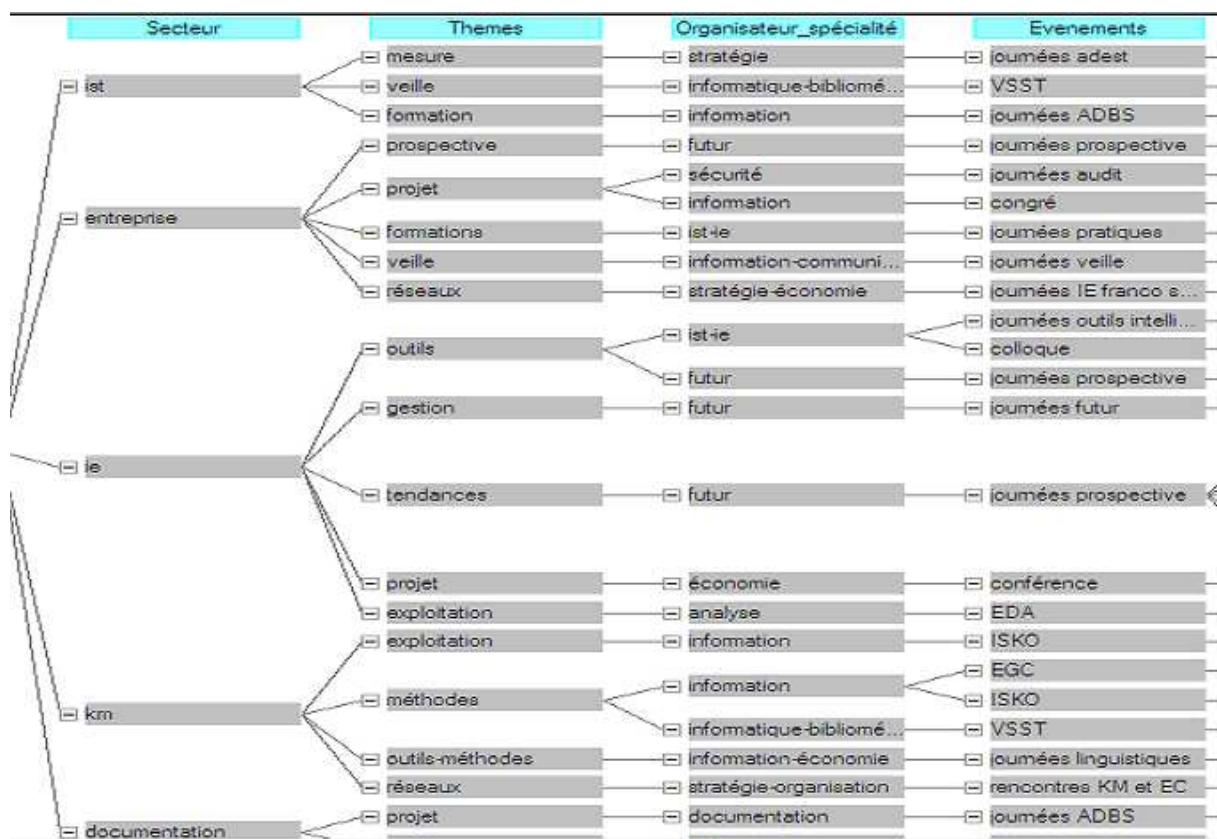 Secteur Themes Organisateur_spécialité Evenements
mesure stratégie journées adest
ist veille informatique-bibliomé... VSST
formation information journées ADBS
prospective futur journées prospective
sécurité journées audit
projet
information congré
entreprise
formations ist-ie journées pratiques
veille information-communi... journées veille
réseaux stratégie-économie journées IE franco s...
journées outils intelli...
ist-ie
outils colloque
futur journées prospective
gestion futur journées futur
ie
tendances futur journées prospective
projet économie conférence
exploitation analyse EDA
exploitation information ISKO
EGC
information
méthodes ISKO
km
informatique-bibliomé... VSST
outils-méthodes information-économie journées linguistiques
réseaux stratégie-organisation rencontres KM et EC
projet documentation journées ADBS
documentation